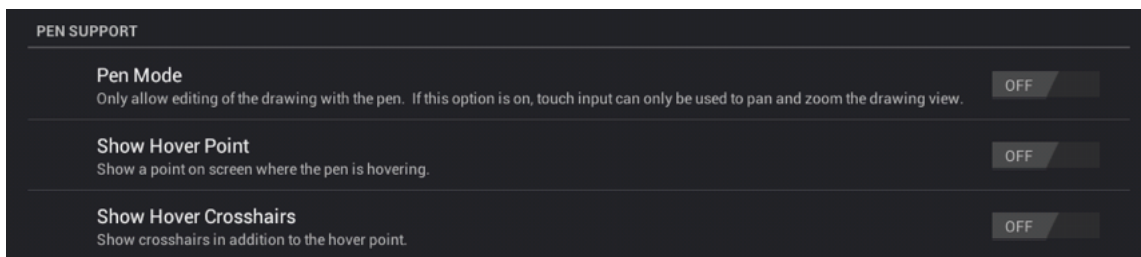 PEN SUPPORT
Pen Mode
Only allow editing of the drawing with the pen.  If this option is on, touch input can only be used to pan and zoom the drawing view.
OFF
Show Hover Point
Show a point on screen where the pen is hovering.
OFF
Show Hover Crosshairs
Show crosshairs in addition to the hover point.
OFF